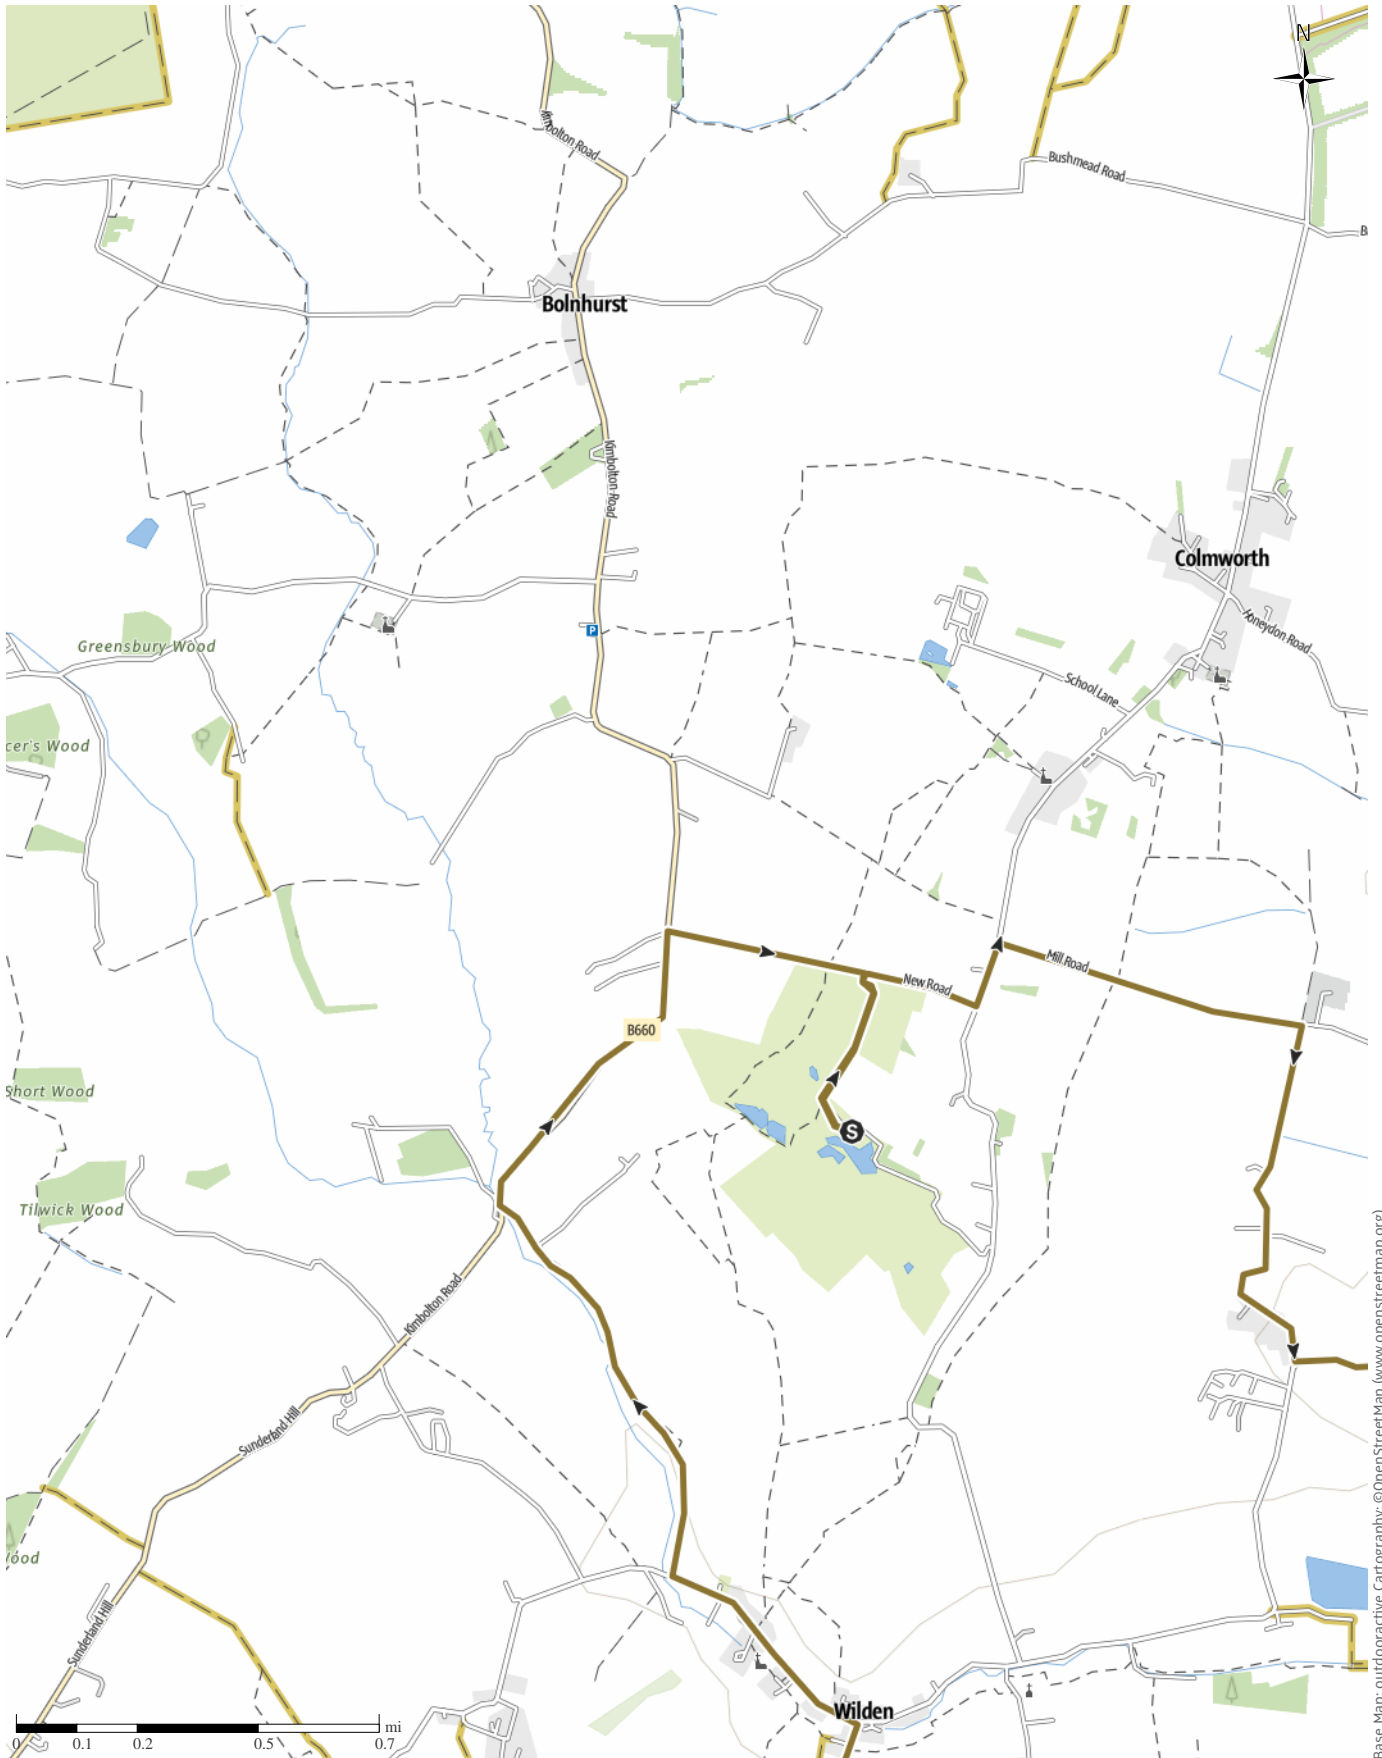 N
Kimbolton Road
Bushmead Road
B
Bolnhurst
Kimbolton Road
Colmworth
Honeydon Road
P
Greensbury Wood
School Lane
cer's Wood
New Road
Mill Road
B660
Short Wood
S
Tilwick Wood
Kimbolton Road
Sunderland Hill
Wood
Sunderland Hill
Wilden
mi
0 0.1 0.2 0.5 0.7
Base Map: outdooractive Cartography: ©OpenStreetMap (www.openstreetmap.org)